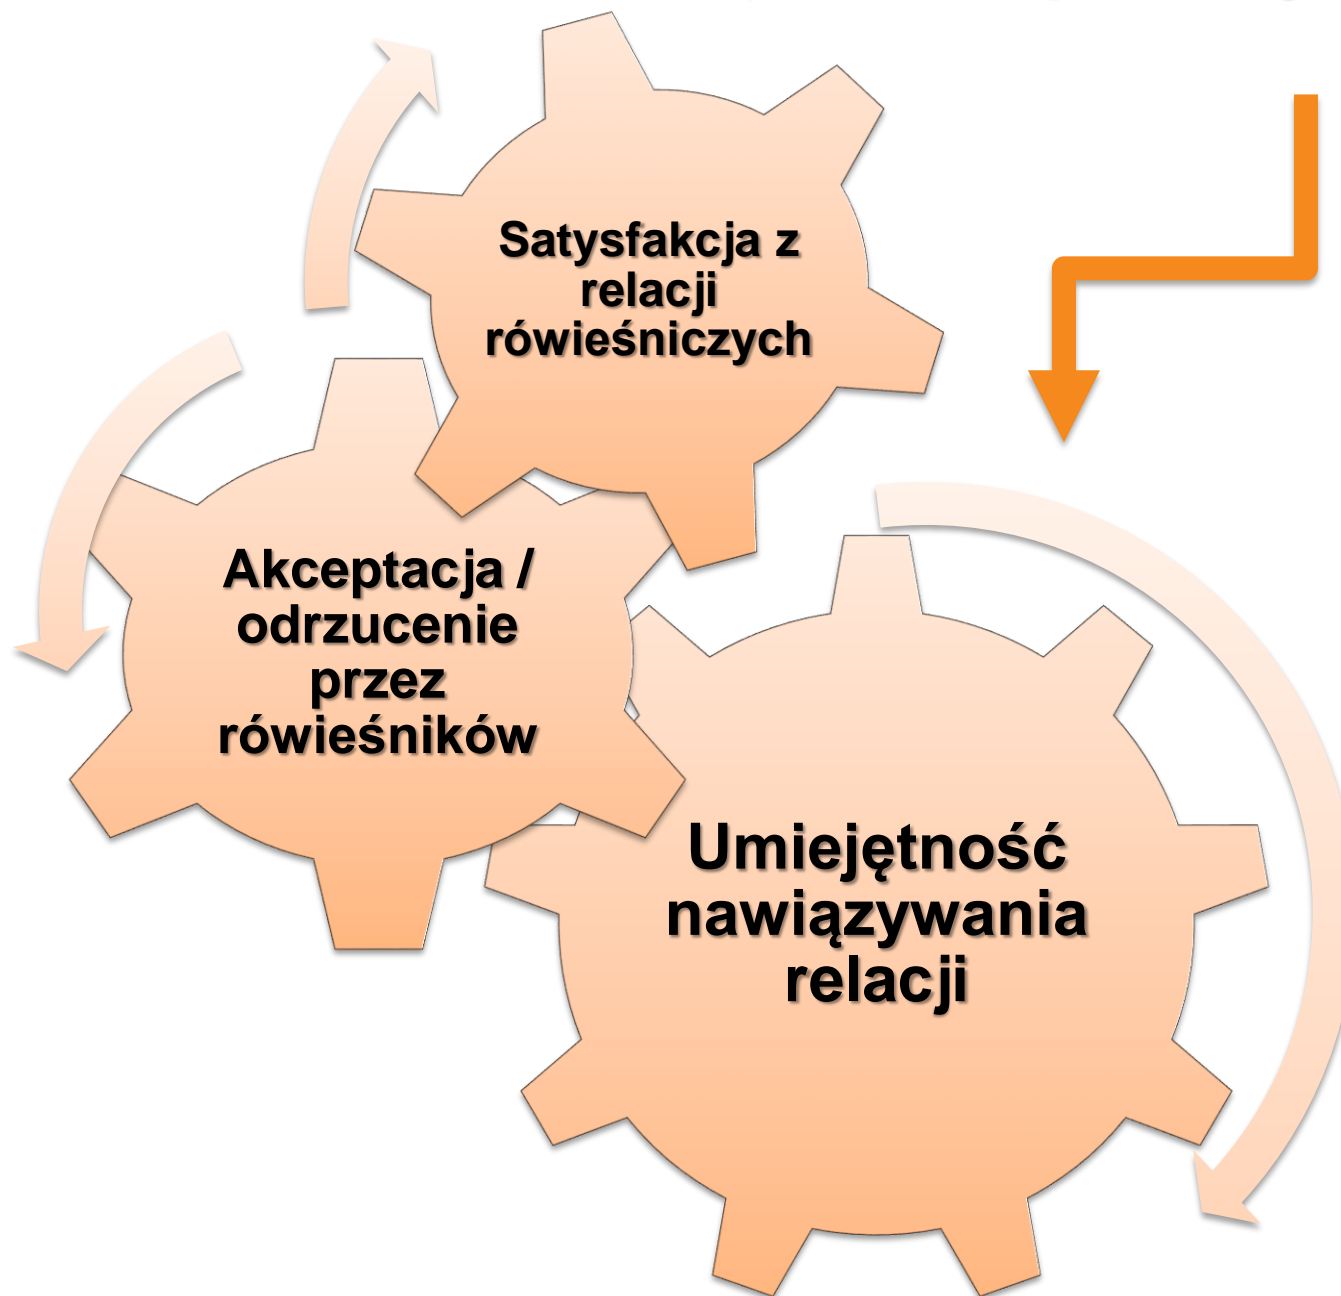 Satysfakcja z
relacji
rówieśniczych
Akceptacja /
odrzucenie
przez
rówieśników
Umiejętność
nawiązywania
relacji